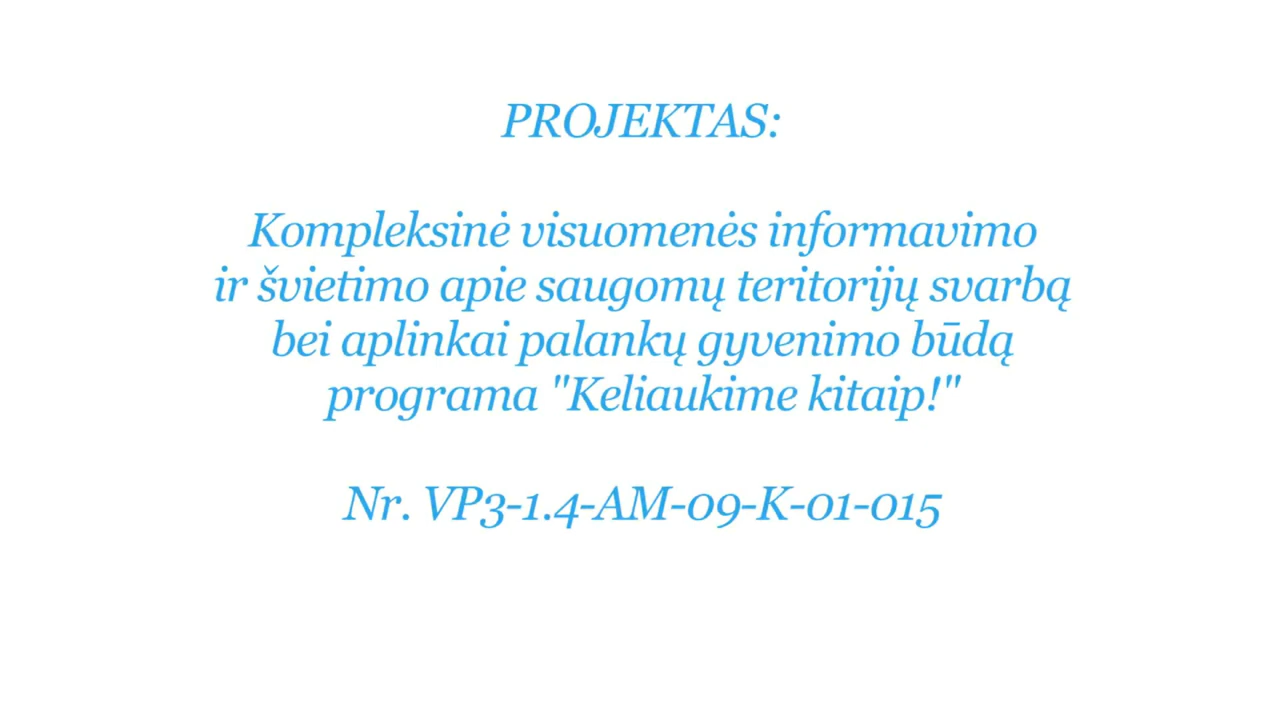 PROJEKTAS:
Kompleksinė visuomenės informavimo
ir švietimo apie saugomų teritorijų svarbą
bei aplinkai palankų gyvenimo būdą
programa "Keliaukime kitaip!"
Nr. VP3-1.4-AM-09-K-01-015